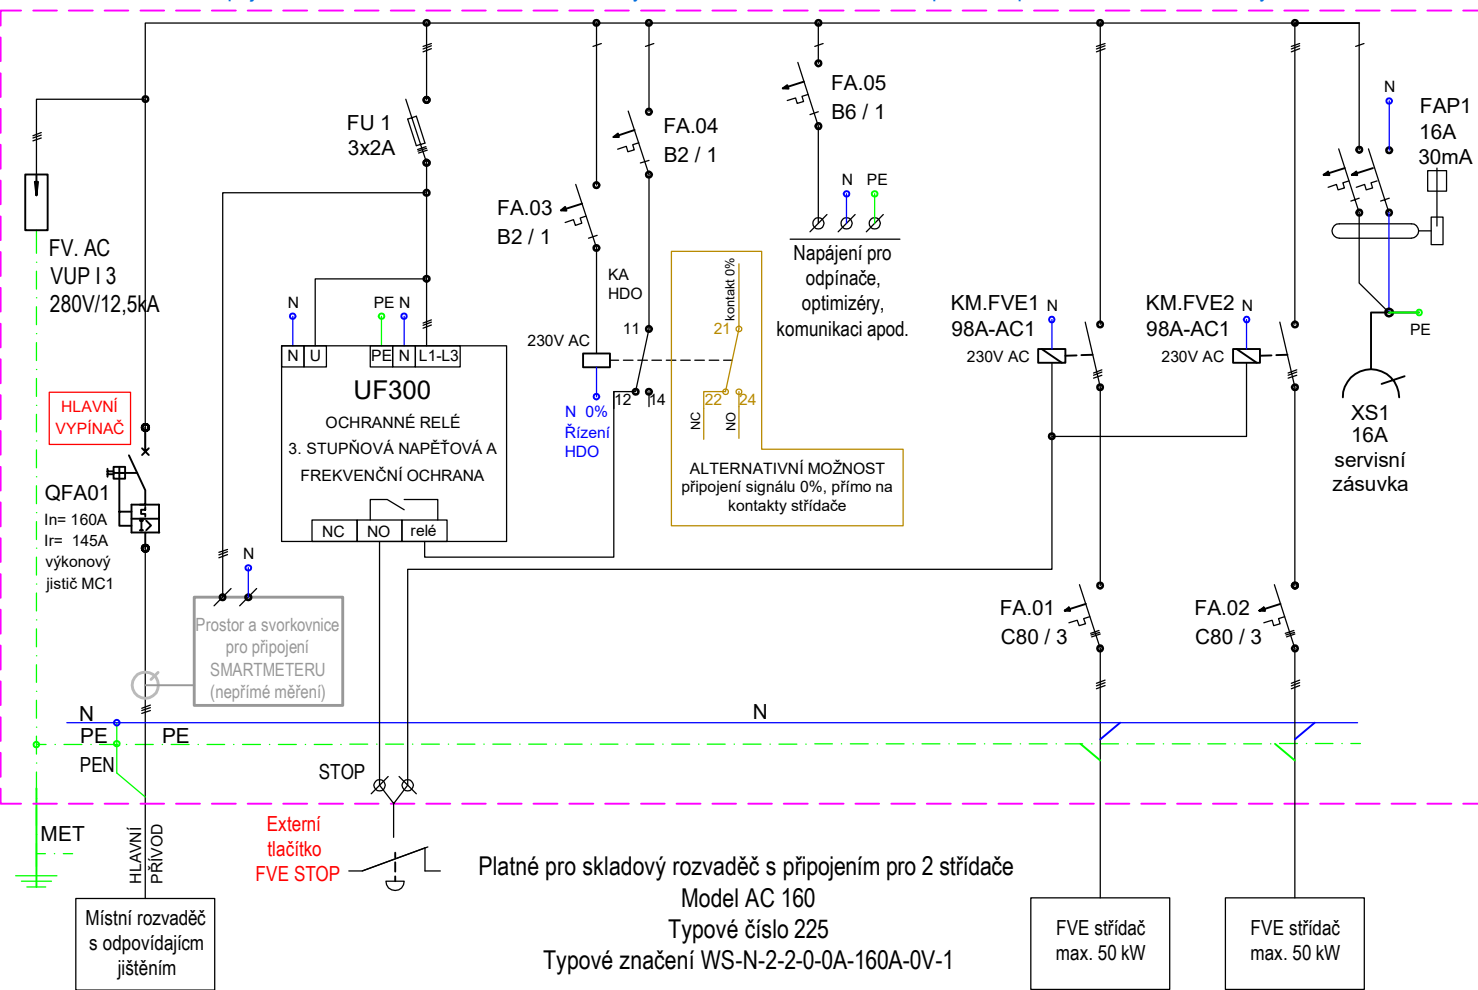 FU 1
3x2A
FA.03
B2 / 1
FA.04
B2 / 1
FA.05
B6 / 1
N
FAP1
16A
30mA
FV. AC
VUP I 3
280V/12,5kA
N
PE
Napájení pro
odpínače,
optimizéry,
komunikaci apod.
KA
HDO
230V AC
11
12
14
N 0%
Řízení
HDO
kontakt 0%
21
22
24
NC
NO
ALTERNATIVNÍ MOŽNOST
připojení signálu 0%, přímo na
kontakty střídače
N
PE
N
N
U
PE
N
L1-L3
UF300
OCHRANNÉ RELÉ
3. STUPŇOVÁ NAPĚŤOVÁ A
FREKVENČNÍ OCHRANA
NC
NO
relé
KM.FVE1
98A-AC1
N
230V AC
KM.FVE2
98A-AC1
N
230V AC
PE
XS1
16A
servisní
zásuvka
HLAVNÍ
VYPÍNAČ
QFA01
In= 160A
Ir= 145A
výkonový
jistič MC1
N
Prostor a svorkovnice
pro připojení
SMARTMETERU
(nepřímé měření)
FA.01
C80 / 3
FA.02
C80 / 3
N
N
PE
PE
PEN
STOP
MET
HLAVNÍ
PŘÍVOD
Externí
tlačítko
FVE STOP
Místní rozvaděč
s odpovídajícm
jištěním
Platné pro skladový rozvaděč s připojením pro 2 střídače
Model AC 160
Typové číslo 225
Typové značení WS-N-2-2-0-0A-160A-0V-1
FVE střídač
max. 50 kW
FVE střídač
max. 50 kW